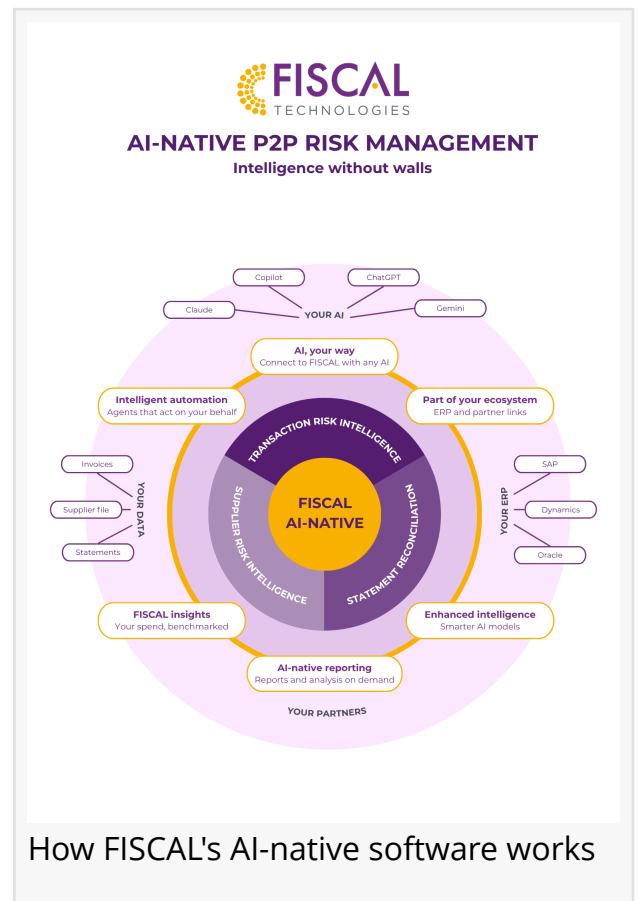 FISCAL
TECHNOLOGIES
AI-NATIVE P2P RISK MANAGEMENT
Intelligence without walls
Copilot
ChatGPT
Claude
YOUR AI
Gemini
AI, your way
Connect to FISCAL with any AI
Intelligent automation
Agents that act on your behalf
Part of your ecosystem
ERP and partner links
TRANSACTION RISK INTELLIGENCE
Invoices
Supplier file
Statements
YOUR DATA
SUPPLIER RISK INTELLIGENCE
FISCAL
AI-NATIVE
STATEMENT RECONCILIATION
YOUR ERP
SAP
Dynamics
Oracle
FISCAL insights
Your spend, benchmarked
Enhanced intelligence
Smarter AI models
AI-native reporting
Reports and analysis on demand
YOUR PARTNERS
How FISCAL's AI-native software works